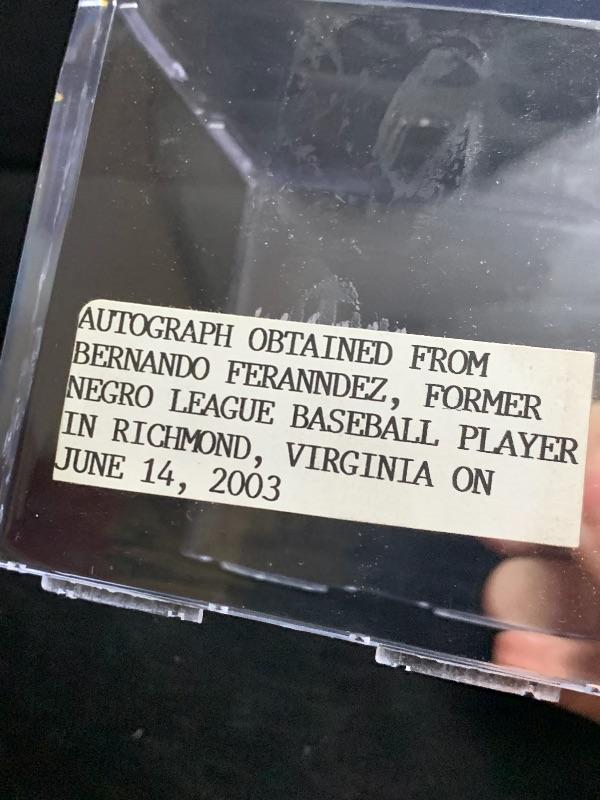 AUTOGRAPH OBTAINED FROM
BERNANDO FERANNDEZ, FORMER
NEGRO LEAGUE BASEBALL PLAYER
IN RICHMOND, VIRGINIA ON
JUNE 14, 2003